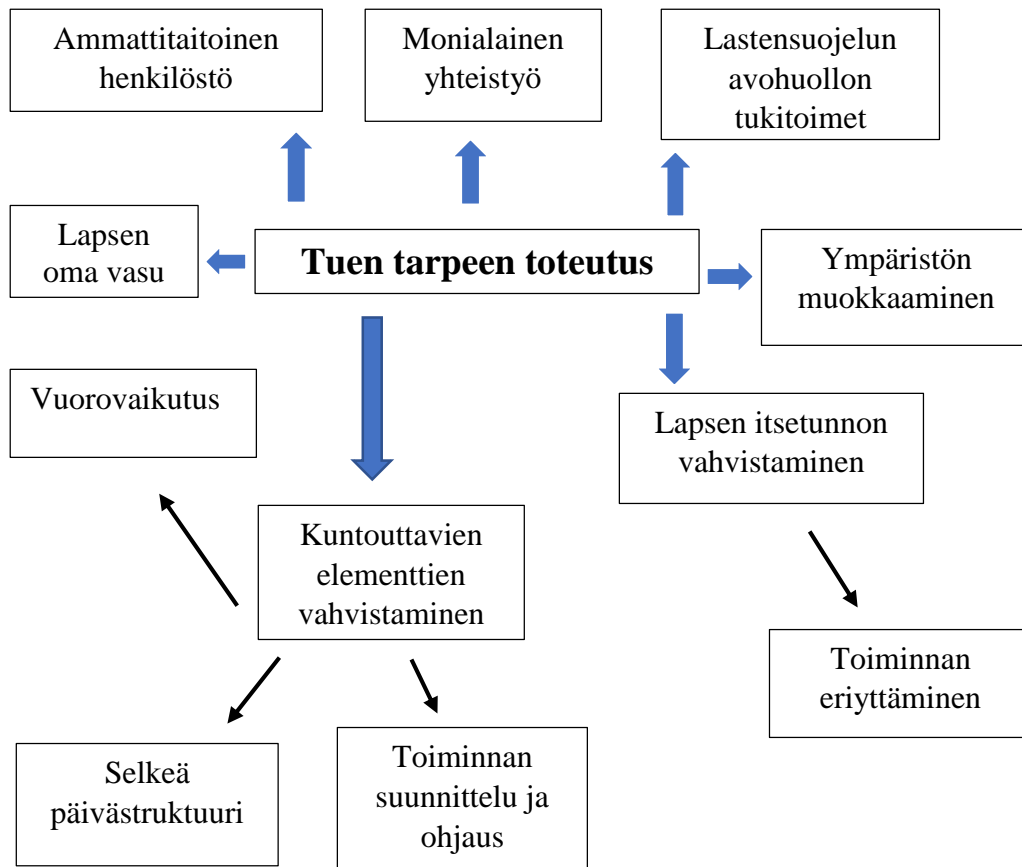 Ammattitaitoinen
henkilöstö
Monialainen
yhteistyö
Lastensuojelun
avohuollon
tukitoimet
Lapsen
oma vasu
Tuen tarpeen toteutus
Ympäristön
muokkaaminen
Vuorovaikutus
Lapsen itsetunnon
vahvistaminen
Kuntouttavien
elementtien
vahvistaminen
Toiminnan
eriyttäminen
Selkeä
päivästruktuuri
Toiminnan
suunnittelu ja
ohjaus